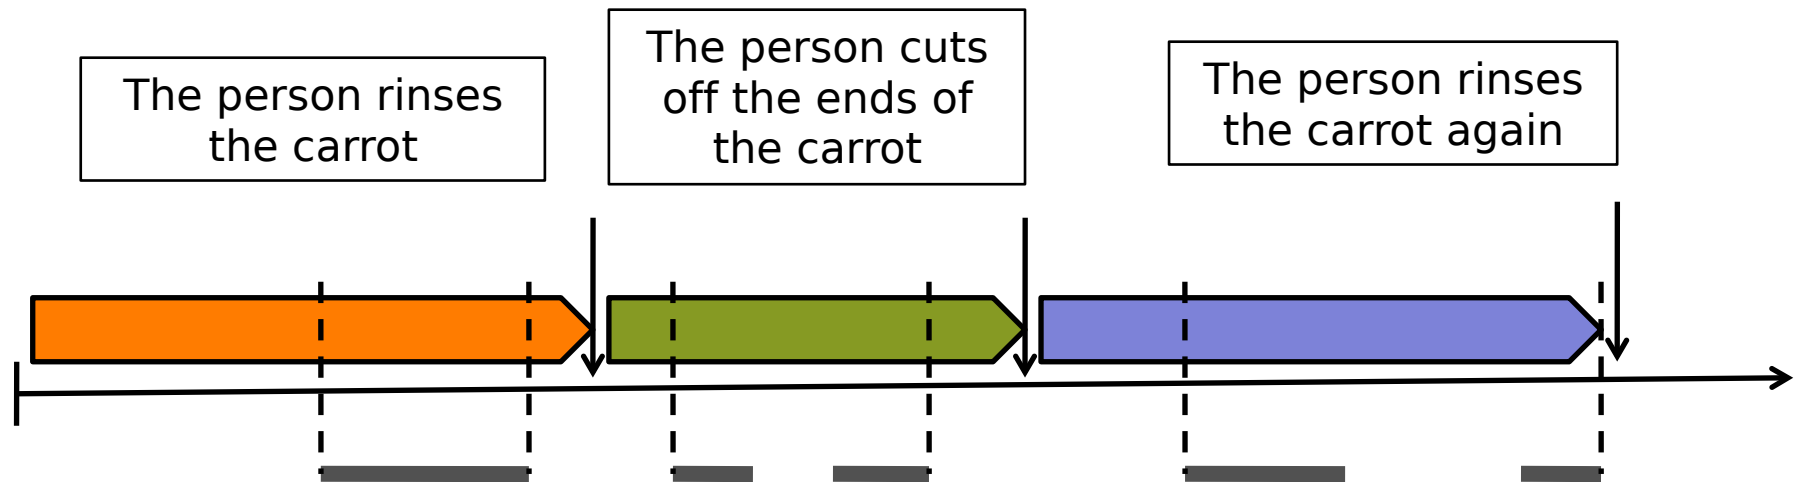 The person rinses
the carrot
The person cuts
off the ends of
the carrot
The person rinses
the carrot again